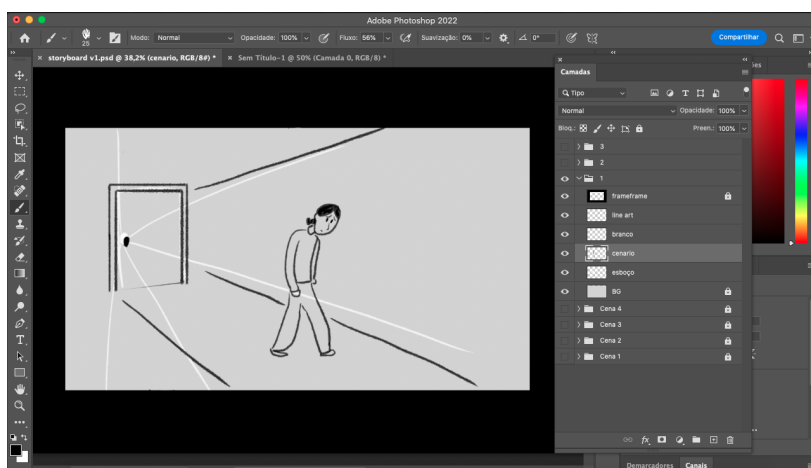 Adobe Photoshop 2022
25 Modo: Normal Opacidade: 100% Fluxo: 56% Suavização: 0% 0° Compartilhar
× storyboard v1.psd @ 38,2% (cenario, RGB/8#) * × Sem Título-1 @ 50% (Camada 0, RGB/8) *
Camadas
Tipo
Normal Opacidade: 100%
Bloq.: Preen.: 100%
3
2
1
frameframe
line art
branco
cenario
esboço
BG
Cena 4
Cena 3
Cena 2
Cena 1
fx
Demarcadores Canais